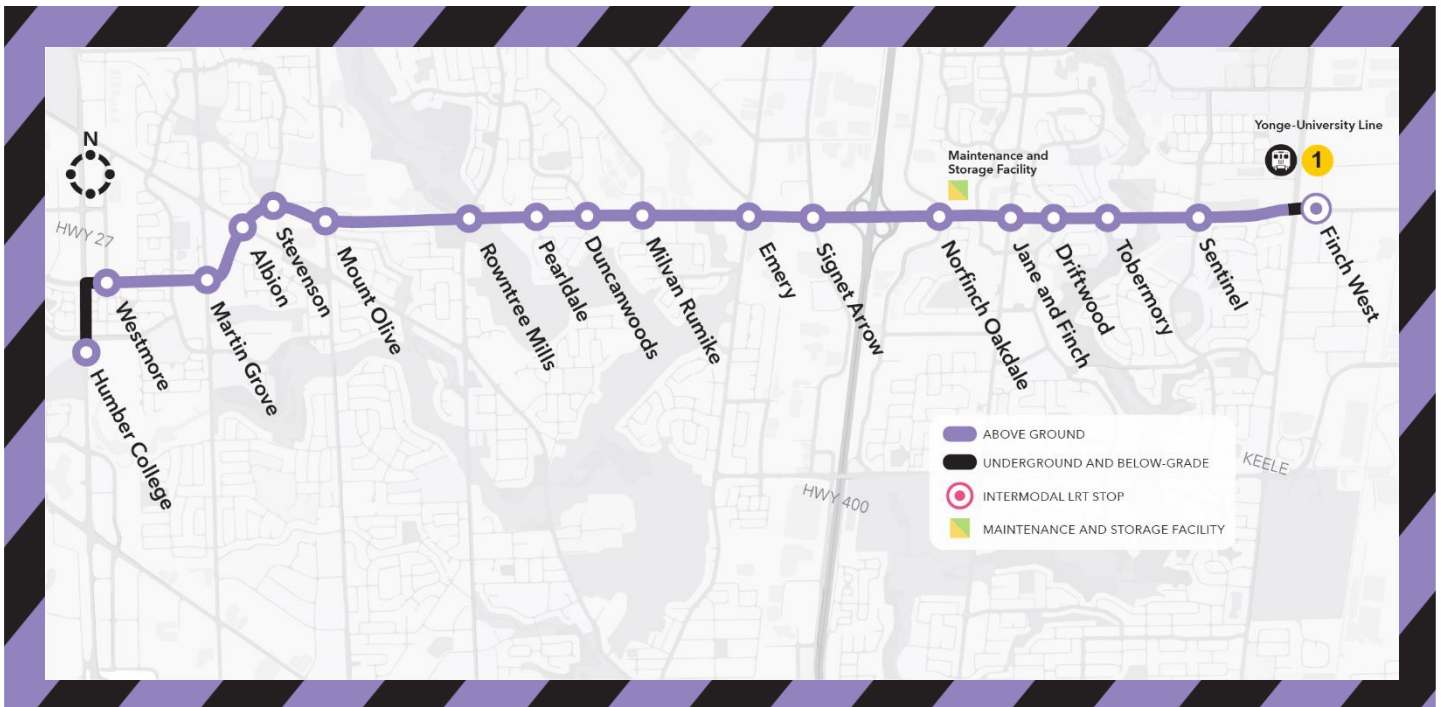 Yonge-University Line
1
Maintenance and
Storage Facility
N
HWY 27
Humber College
Westmore
Martin Grove
Albion
Stevenson
Mount Olive
Rowntree Mills
Pearldale
Duncanwoods
Milvan Rumike
Emery
Signet Arrow
Norfinch Oakdale
Jane and Finch
Driftwood
Tobermory
Sentinel
Finch West
HWY 400
KEELE
ABOVE GROUND
UNDERGROUND AND BELOW-GRADE
INTERMODAL LRT STOP
MAINTENANCE AND STORAGE FACILITY